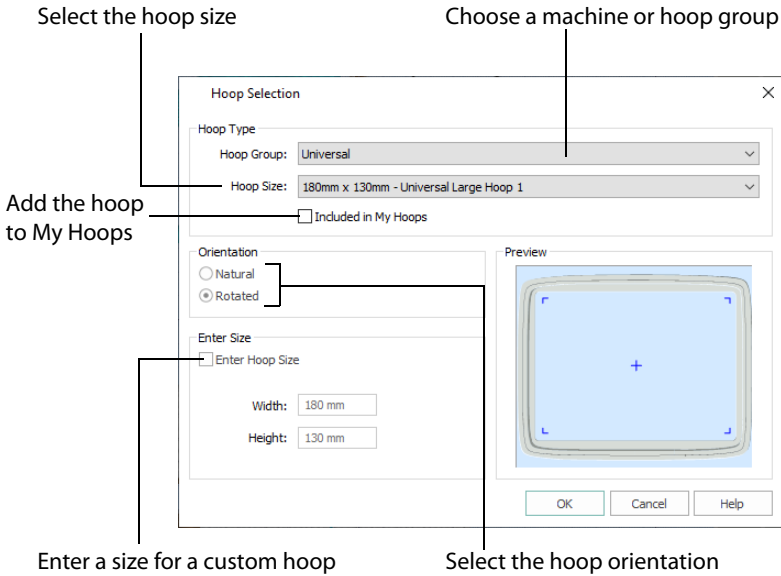 Select the hoop size
Choose a machine or hoop group
Hoop Selection
Hoop Type
Hoop Group: Universal
Hoop Size: 180mm x 130mm - Universal Large Hoop 1
Add the hoop
to My Hoops
Included in My Hoops
Orientation
Natural
Rotated
Preview
Enter Size
Enter Hoop Size
Width: 180 mm
Height: 130 mm
OK Cancel Help
Enter a size for a custom hoop
Select the hoop orientation